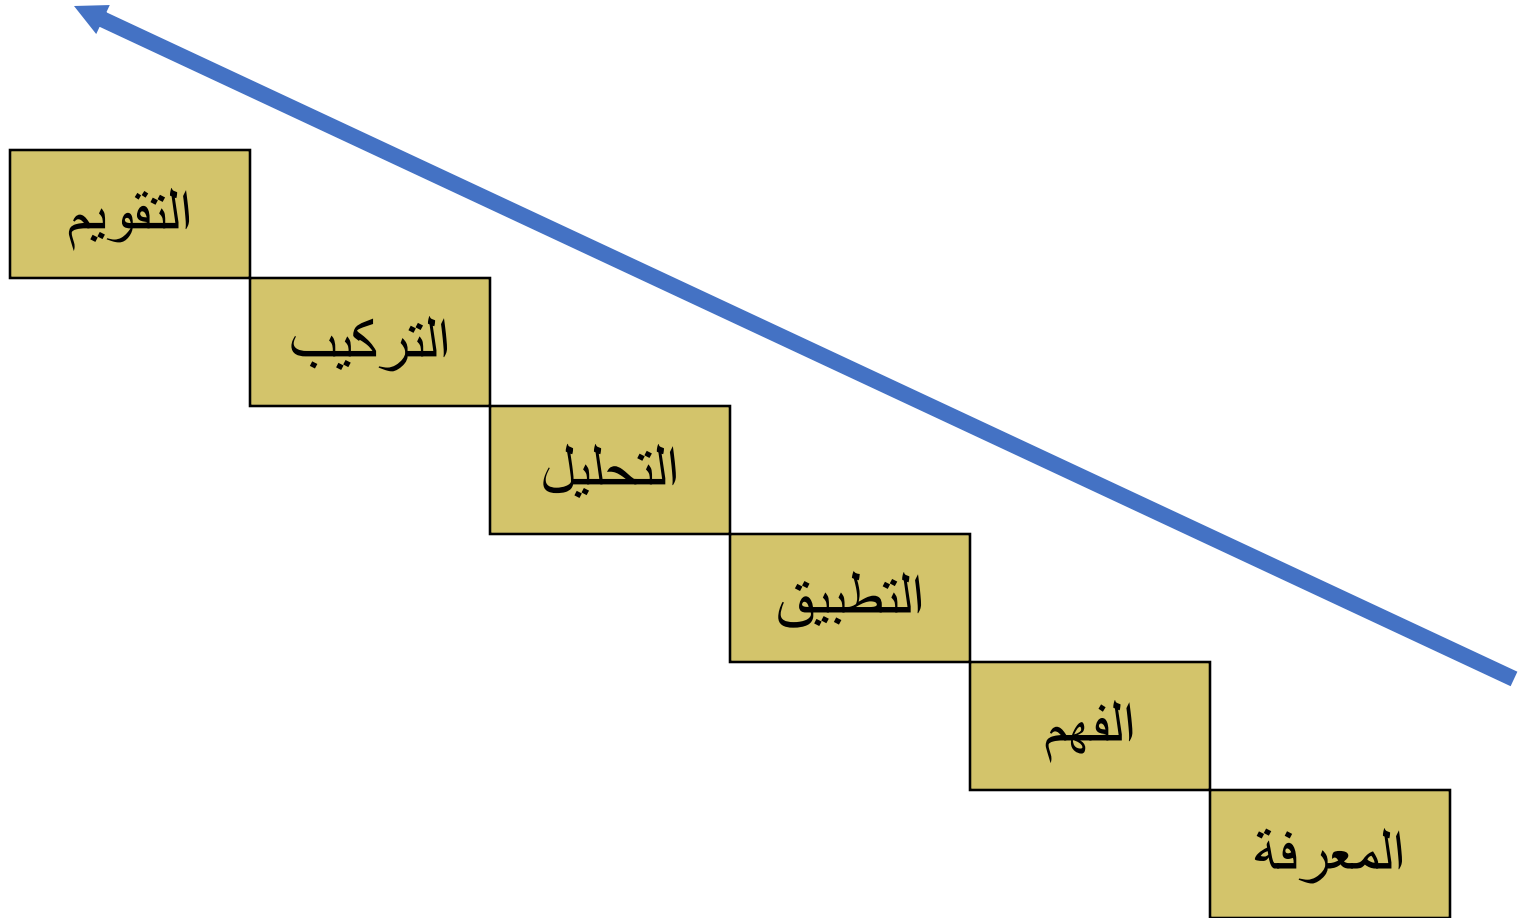 التقويم
التركيب
التحليل
التطبيق
الفهم
المعرفة